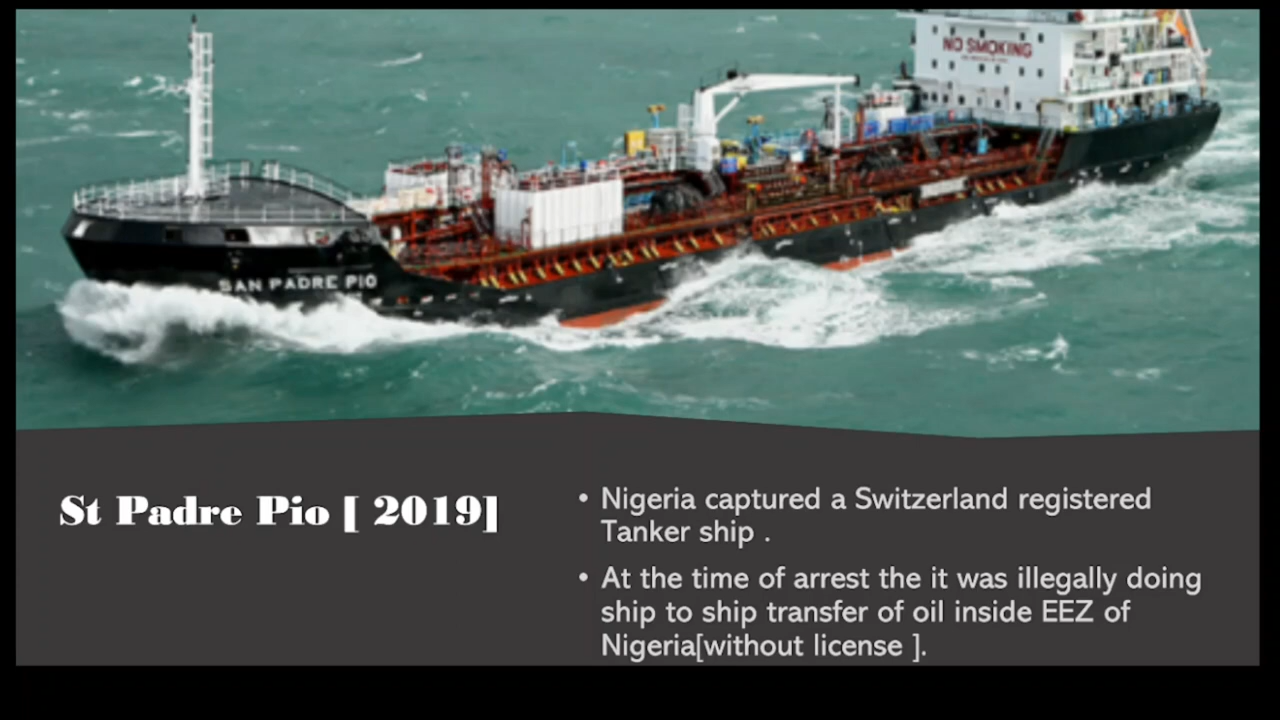 NO SMOKING
SAN PADRE PIO
St Padre Pio [ 2019]
• Nigeria captured a Switzerland registered
Tanker ship .
• At the time of arrest the it was illegally doing
ship to ship transfer of oil inside EEZ of
Nigeria[without license ].